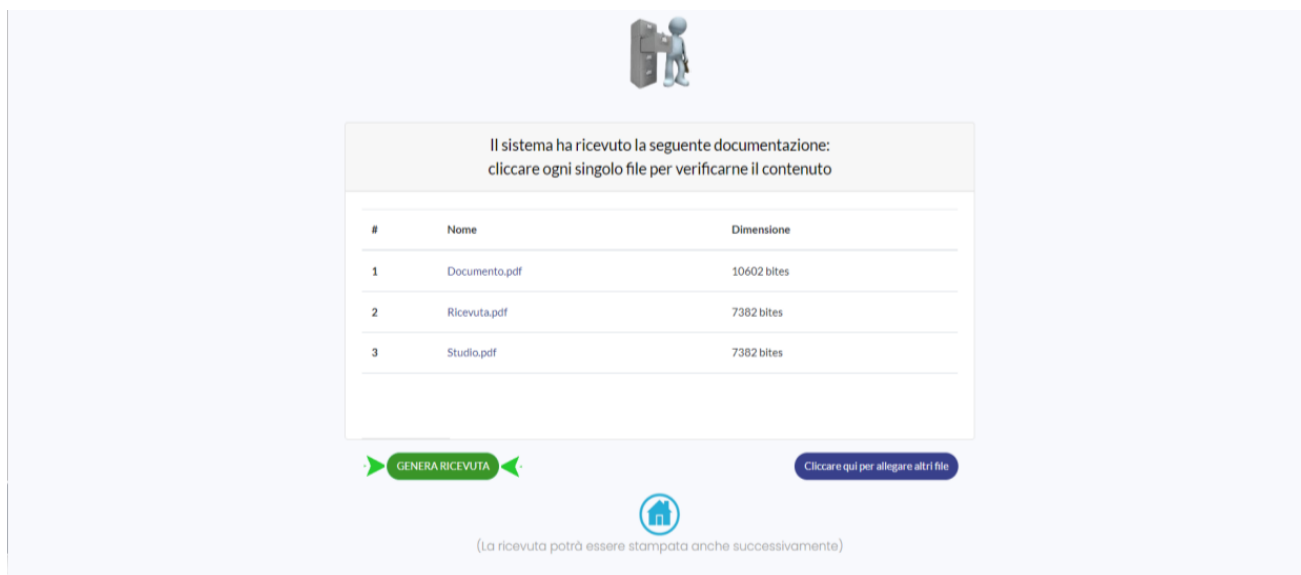 Il sistema ha ricevuto la seguente documentazione:
cliccare ogni singolo file per verificarne il contenuto
# Nome Dimensione
1 Documento.pdf 10602 bites
2 Ricevuta.pdf 7382 bites
3 Studio.pdf 7382 bites
GENERA RICEVUTA Cliccare qui per allegare altri file
(La ricevuta potrà essere stampata anche successivamente)